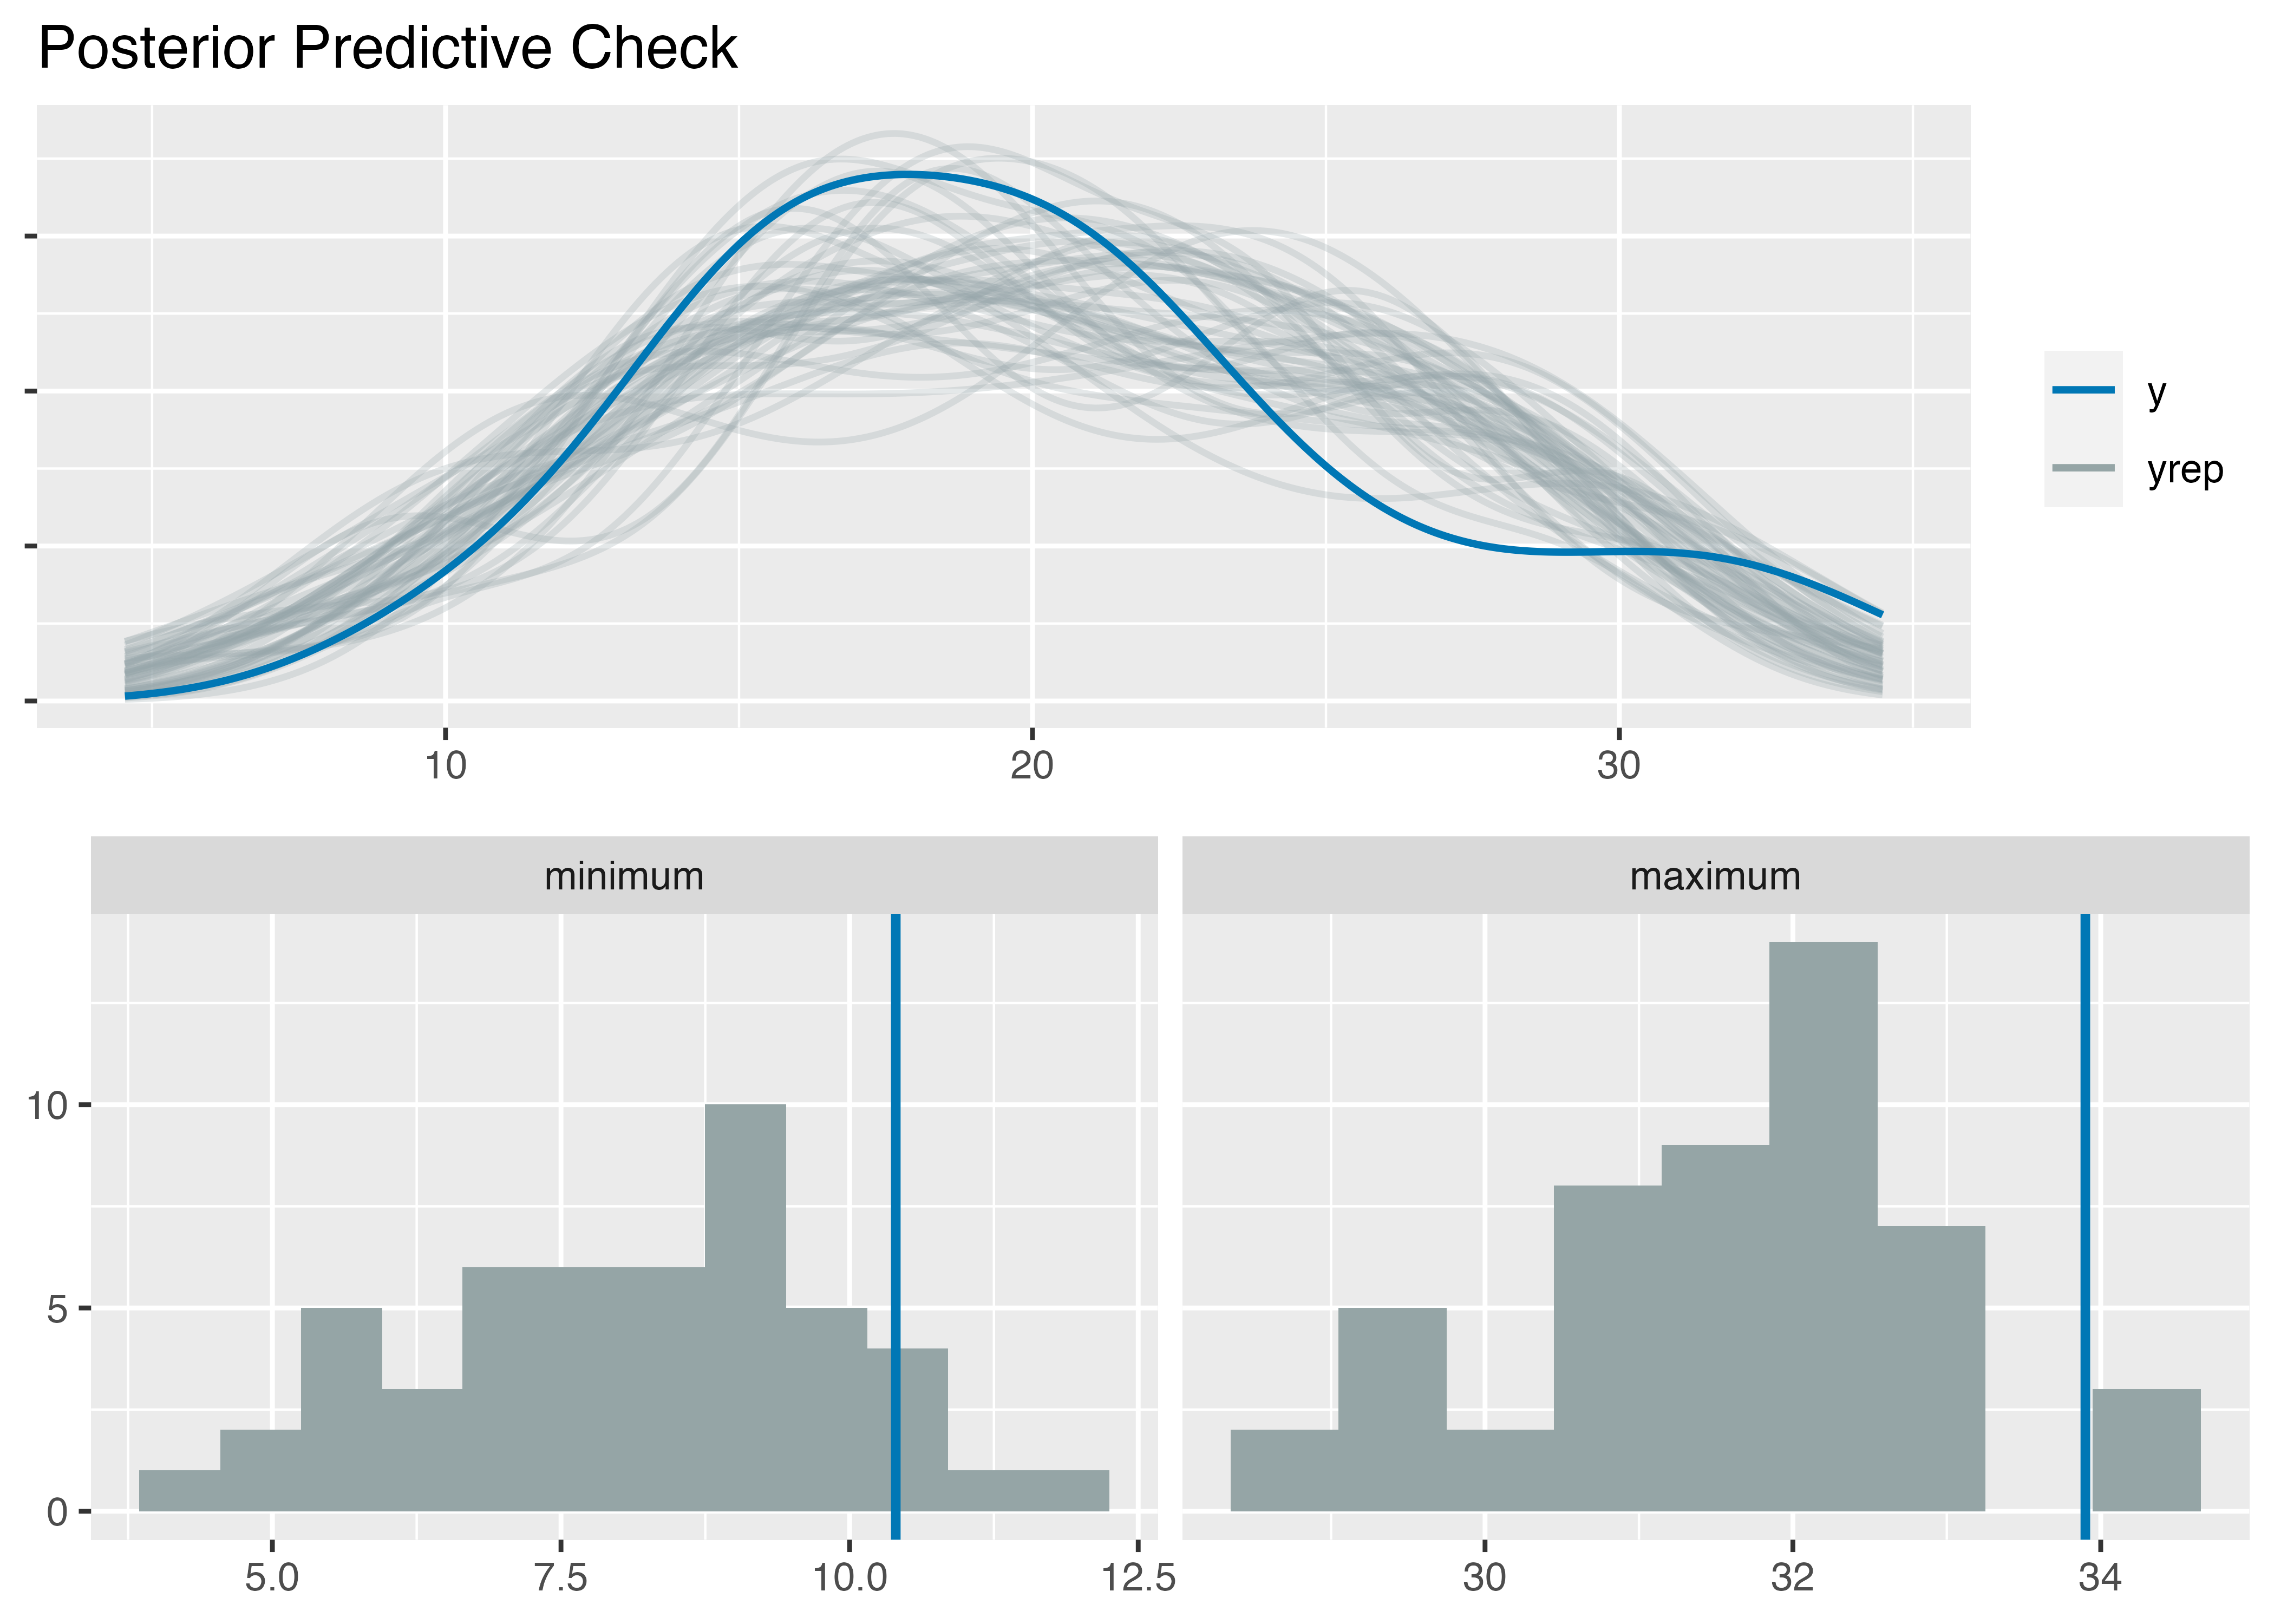 Posterior Predictive Check
y
yrep
10 20 30
minimum maximum
10
5
0
5.0 7.5 10.0 12.5 30 32 34